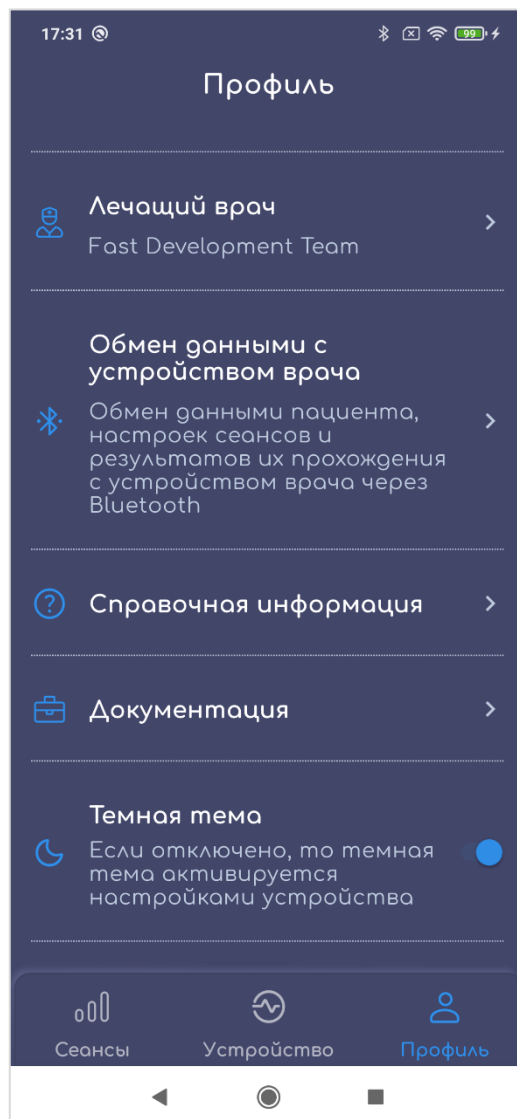 17:31
99
Профиль
Лечащий врач
Fast Development Team
Обмен данными с
устройством врача
Обмен данными пациента,
настроек сеансов и
результатов их прохождения
с устройством врача через
Bluetooth
Справочная информация
Документация
Темная тема
Если отключено, то темная
тема активируется
настройками устройства
Сеансы
Устройство
Профиль